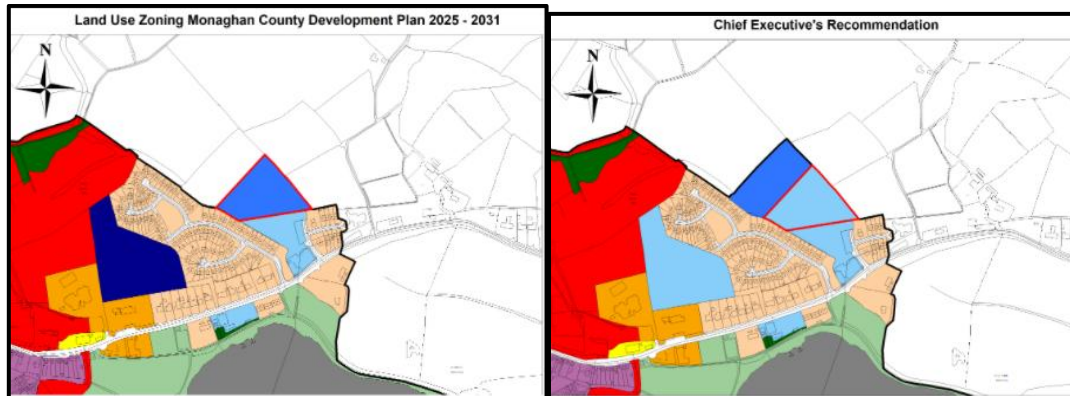 Land Use Zoning Monaghan County Development Plan 2025 - 2031
N
Chief Executive's Recommendation
N